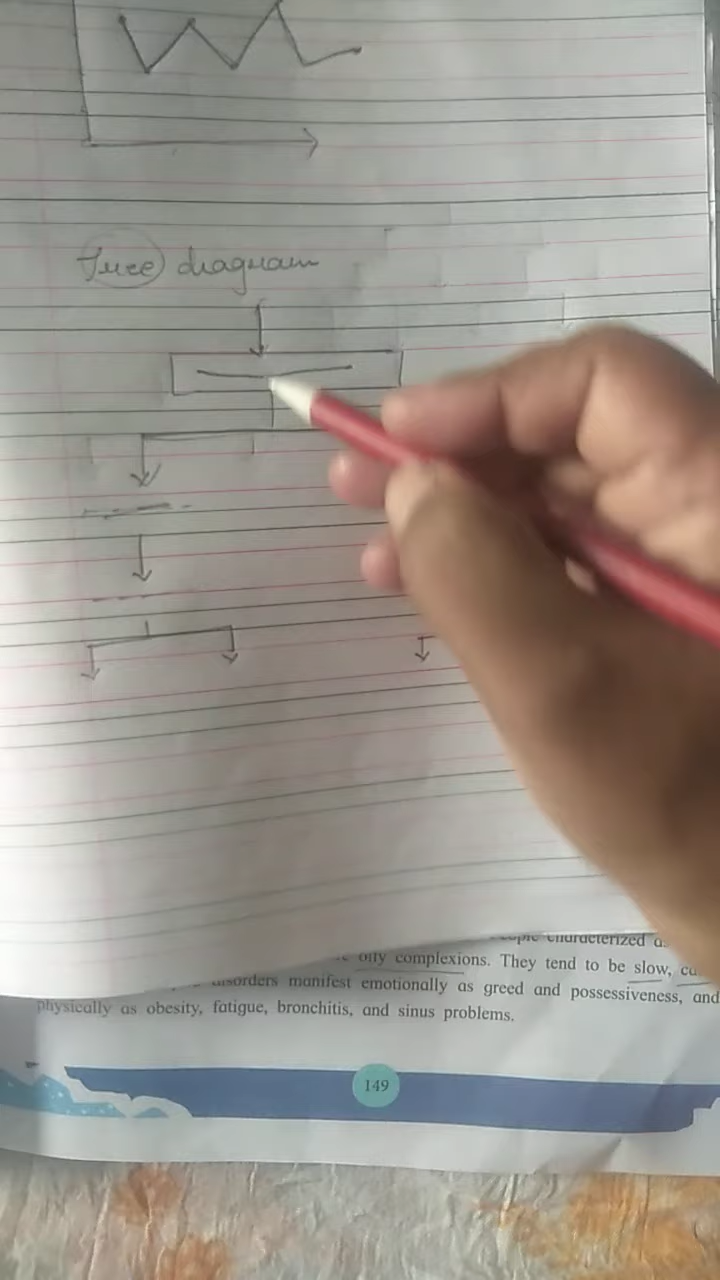 Tree diagram
characterized
oily complexions. They tend to be slow,
disorders manifest emotionally as greed and possessiveness, and
physically as obesity, fatigue, bronchitis, and sinus problems.
149